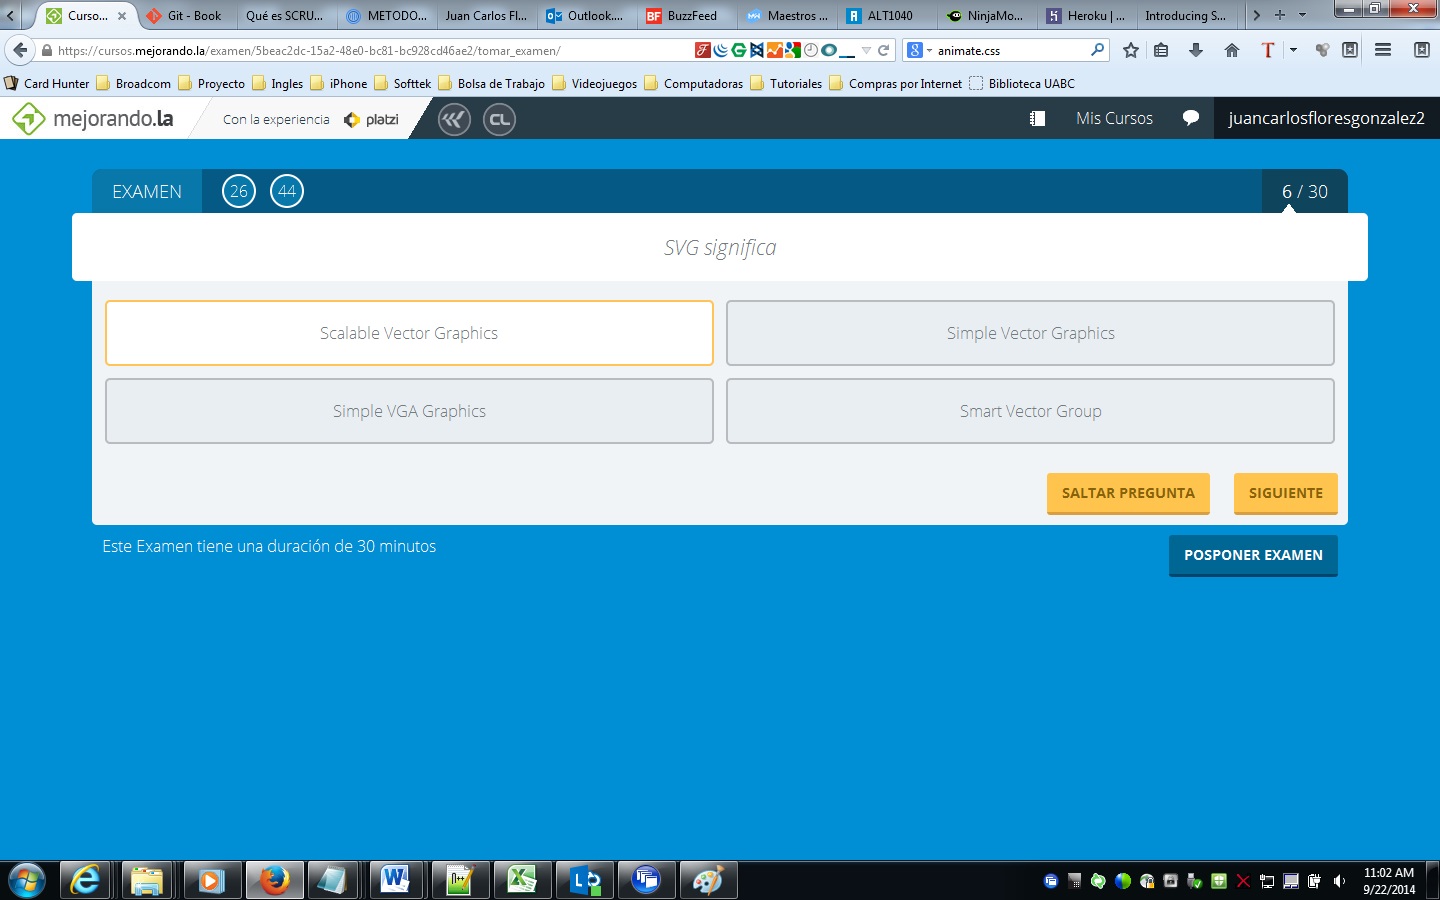 Curso...
Git - Book
Qué es SCRU...
METODO...
Juan Carlos Fl...
Outlook....
BuzzFeed
Maestros ...
ALT1040
NinjaMo...
Heroku | ...
Introducing S...
https://cursos.mejorando.la/examen/5beac2dc-15a2-48e0-bc81-bc928cd46ae2/tomar_examen/
animate.css
Card Hunter
Broadcom
Proyecto
Ingles
iPhone
Softtek
Bolsa de Trabajo
Videojuegos
Computadoras
Tutoriales
Compras por Internet
Biblioteca UABC
mejorando.la
Con la experiencia
platzi
CL
Mis Cursos
juancarlosfloresgonzalez2
EXAMEN
26
44
6 / 30
SVG significa
Scalable Vector Graphics
Simple Vector Graphics
Simple VGA Graphics
Smart Vector Group
SALTAR PREGUNTA
SIGUIENTE
Este Examen tiene una duración de 30 minutos
POSPONER EXAMEN
11:02 AM
9/22/2014